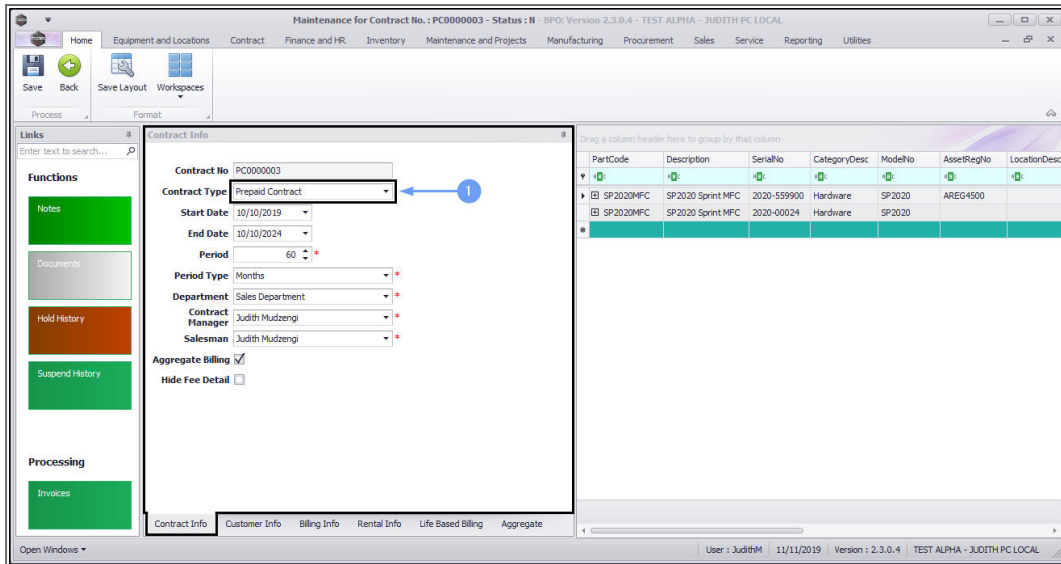 Maintenance for Contract No. : PC0000003 - Status : N - BPO: Version 2.3.0.4 - TEST ALPHA - JUDITH PC LOCAL
Home Equipment and Locations Contract Finance and HR Inventory Maintenance and Projects Manufacturing Procurement Sales Service Reporting Utilities
Save Back Save Layout Workspaces
Process Format
Links
Enter text to search...
Functions
Notes
Documents
Hold History
Suspend History
Processing
Invoices
Contract Info
Contract No PC0000003
Contract Type Prepaid Contract
1
Start Date 10/10/2019
End Date 10/10/2024
Period 60 *
Period Type Months *
Department Sales Department *
Contract
Manager Judith Mudzengi *
Salesman Judith Mudzengi *
Aggregate Billing
Hide Fee Detail
Contract Info Customer Info Billing Info Rental Info Life Based Billing Aggregate
Drag a column header here to group by that column
PartCode Description SerialNo CategoryDesc ModelNo AssetRegNo LocationDesc
SP2020MFC SP2020 Sprint MFC 2020-559900 Hardware SP2020 AREG4500
SP2020MFC SP2020 Sprint MFC 2020-00024 Hardware SP2020
Open Windows User : JudithM 11/11/2019 Version : 2.3.0.4 TEST ALPHA - JUDITH PC LOCAL